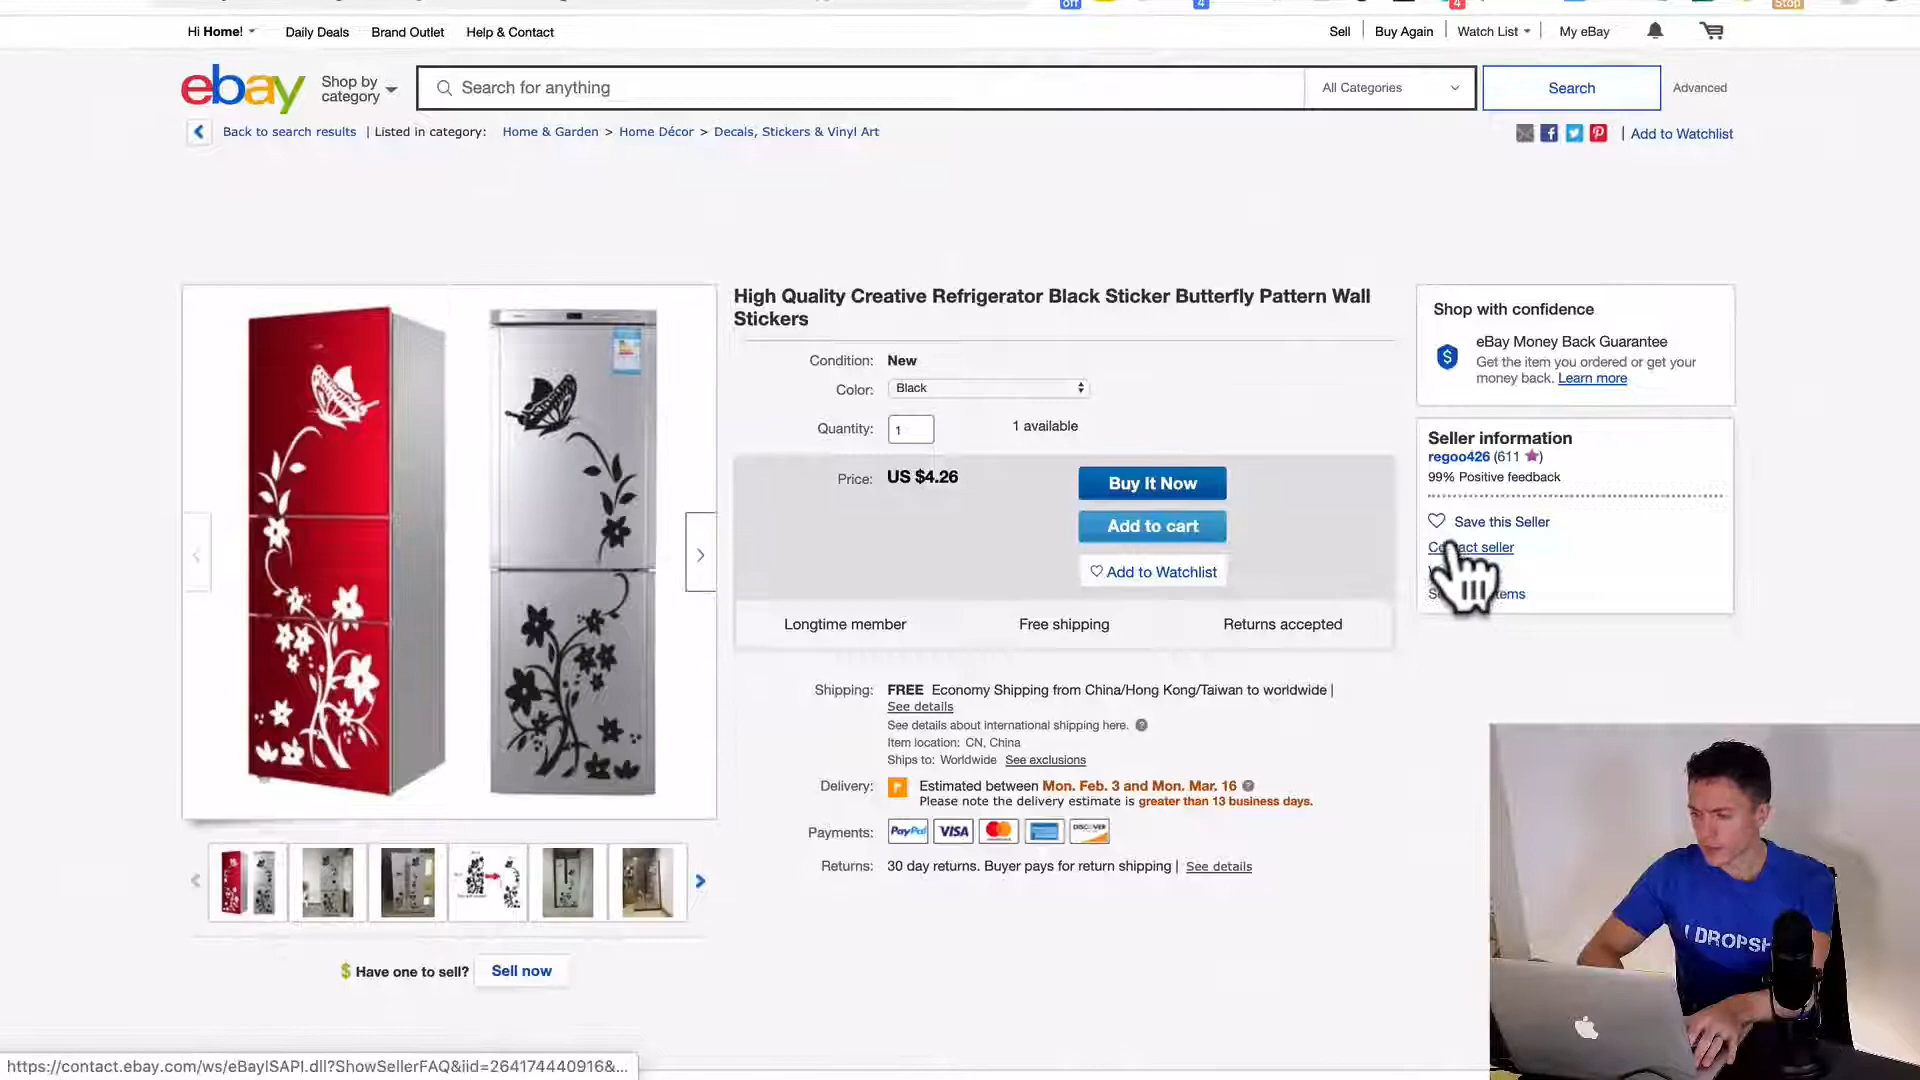 off
4
4
Stop
Hi Home!
Daily Deals
Brand Outlet
Help & Contact
Sell
Buy Again
Watch List
My eBay
ebay
Shop by category
Search for anything
All Categories
Search
Advanced
Back to search results | Listed in category: Home & Garden > Home Décor > Decals, Stickers & Vinyl Art
| Add to Watchlist
High Quality Creative Refrigerator Black Sticker Butterfly Pattern Wall
Stickers
Condition: New
Color: Black
Quantity: 1
1 available
Price: US $4.26
Buy It Now
Add to cart
Add to Watchlist
Longtime member
Free shipping
Returns accepted
Shipping: FREE Economy Shipping from China/Hong Kong/Taiwan to worldwide |
See details
See details about international shipping here.
Item location: CN, China
Ships to: Worldwide See exclusions
Delivery: Estimated between Mon. Feb. 3 and Mon. Mar. 16
Please note the delivery estimate is greater than 13 business days.
Payments: PayPal VISA DISCOVER
Returns: 30 day returns. Buyer pays for return shipping | See details
Shop with confidence
eBay Money Back Guarantee
Get the item you ordered or get your
money back. Learn more
Seller information
regoo426 (611)
99% Positive feedback
Save this Seller
Contact seller
Have one to sell? Sell now
I DROPSH
https://contact.ebay.com/ws/eBayISAPI.dll?ShowSellerFAQ&iid=264174440916&...